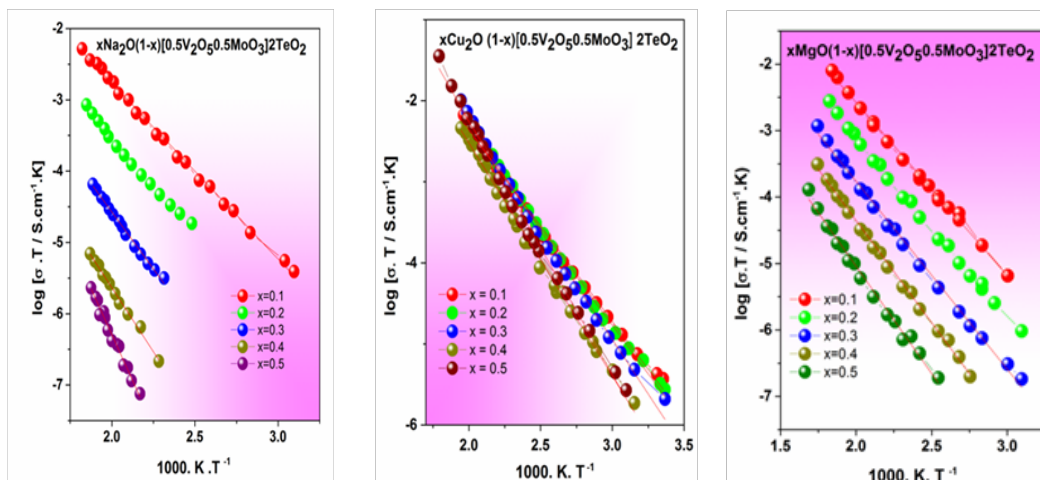 xNa2O(1-x)[0.5V2O50.5MoO3]2TeO2
log [σ .T / S.cm-1.K]
-2
-3
-4
-5
-6
-7
x=0.1
x=0.2
x=0.3
x=0.4
x=0.5
2.0
2.5
3.0
1000. K .T -1
xCu2O (1-x)[0.5V2O50.5MoO3] 2TeO2
log [σ.T / S.cm-1.K]
-2
-4
-6
x = 0.1
x = 0.2
x = 0.3
x = 0.4
x = 0.5
2.0
2.5
3.0
3.5
1000. K. T -1
xMgO(1-x)[0.5V2O50.5MoO3]2TeO2
log [σ.T / S.cm-1.K)
-2
-3
-4
-5
-6
-7
x=0.1
x=0.2
x=0.3
x=0.4
x=0.5
1.5
2.0
2.5
3.0
1000. K. T-1